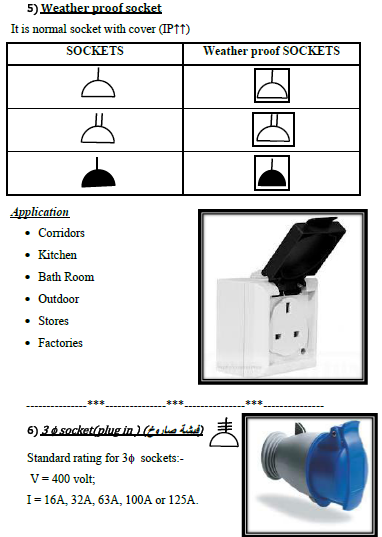 5) Weather proof socket
It is normal socket with cover (IP↑↑)
SOCKETS
Weather proof SOCKETS
Application
• Corridors
• Kitchen
• Bath Room
• Outdoor
• Stores
• Factories
---------------***---------------***---------------***---------------
6) 3 ϕ socket(plug in ) (فيشة صاروخ)
Standard rating for 3ϕ sockets:-
V = 400 volt;
I = 16A, 32A, 63A, 100A or 125A.